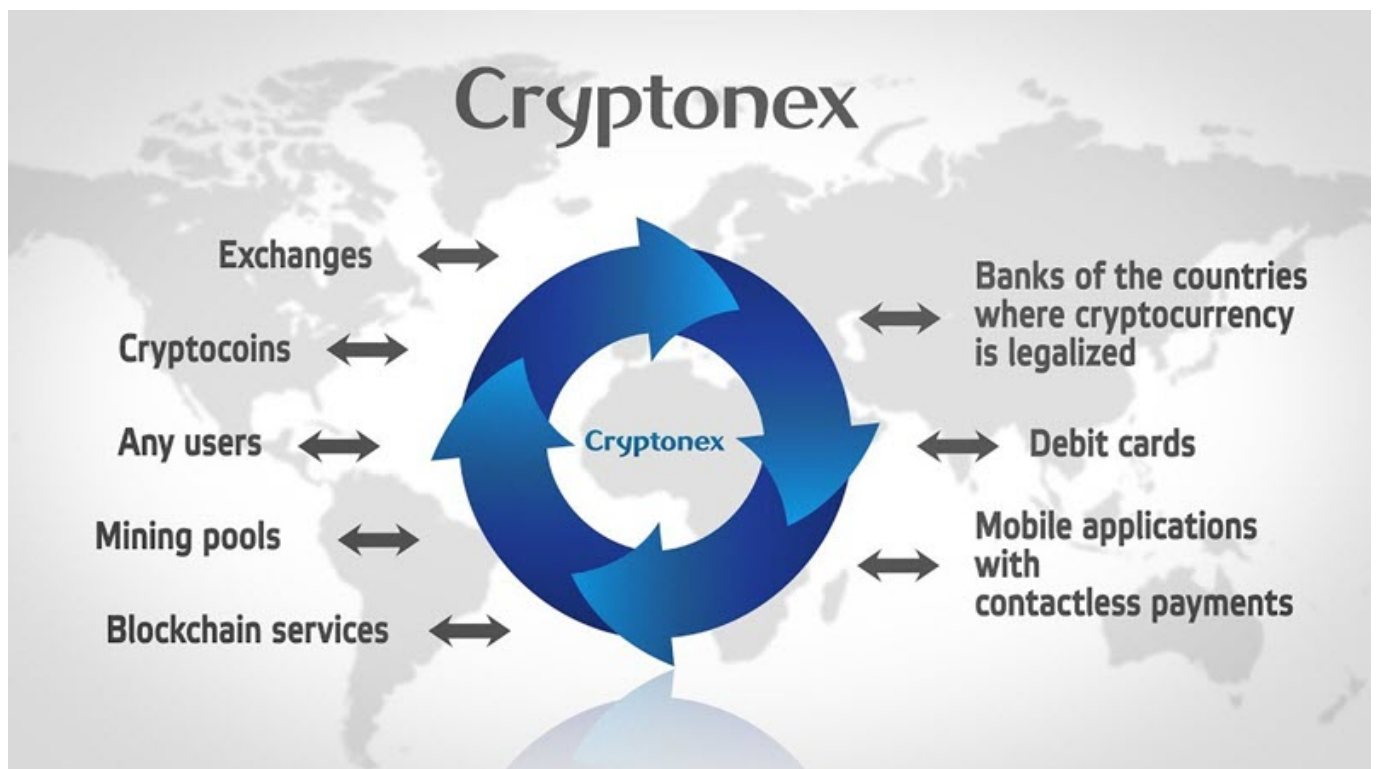 Cryptonex
Exchanges
Cryptocoins
Any users
Mining pools
Blockchain services
Cryptonex
Banks of the countries
where cryptocurrency
is legalized
Debit cards
Mobile applications
with
contactless payments